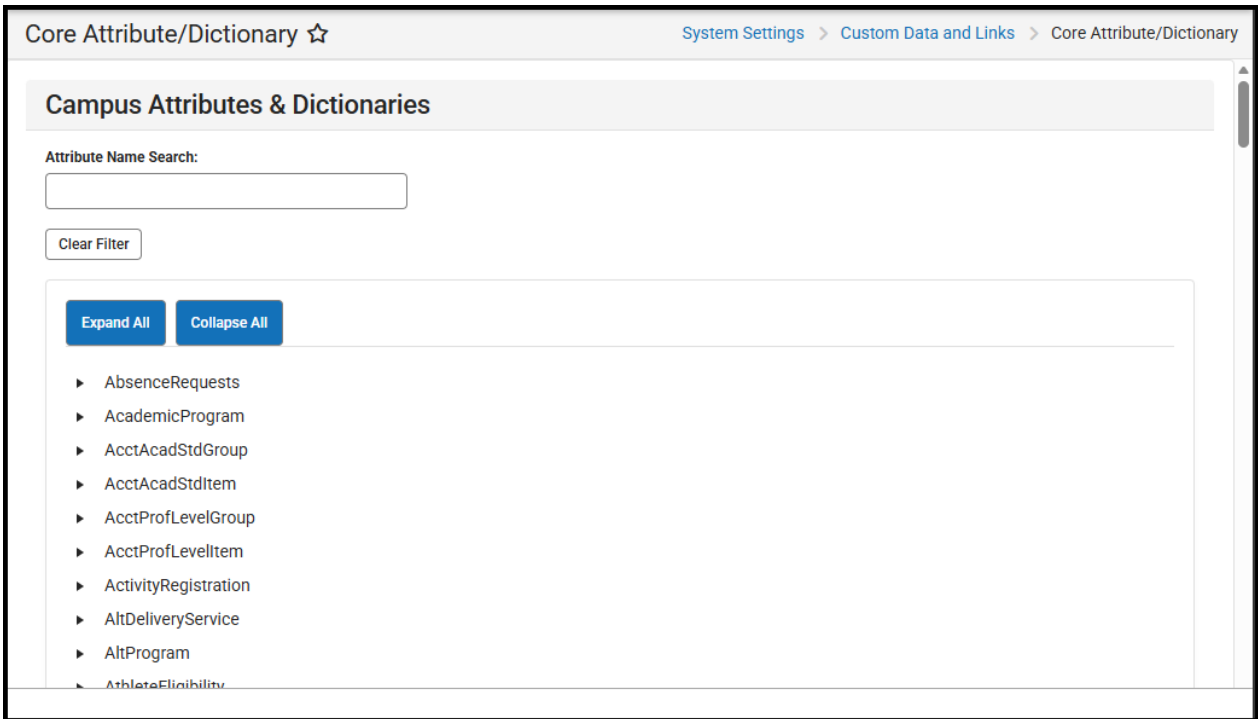 Core Attribute/Dictionary ☆ System Settings > Custom Data and Links > Core Attribute/Dictionary
Campus Attributes & Dictionaries
Attribute Name Search:
Clear Filter
Expand All Collapse All
AbsenceRequests
AcademicProgram
AcctAcadStdGroup
AcctAcadStdItem
AcctProfLevelGroup
AcctProfLevelItem
ActivityRegistration
AltDeliveryService
AltProgram
AthleteEligibility